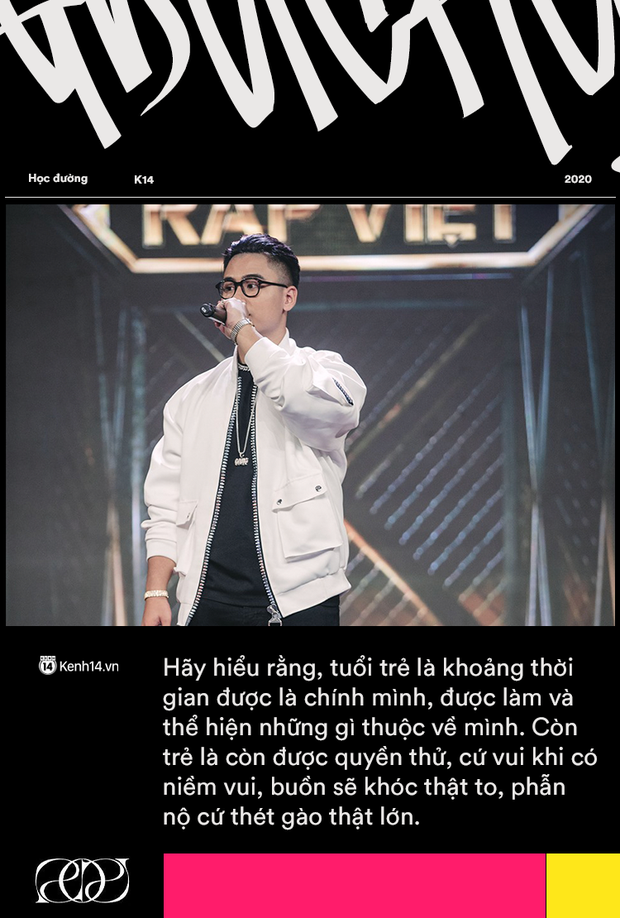 Học đường
K14
2020
RAP VIỆT
14 Kenh14.vn
Hãy hiểu rằng, tuổi trẻ là khoảng thời
gian được là chính mình, được làm và
thể hiện những gì thuộc về mình. Còn
trẻ là còn được quyền thử, cứ vui khi có
niềm vui, buồn sẽ khóc thật to, phẫn
nộ cứ thét gào thật lớn.